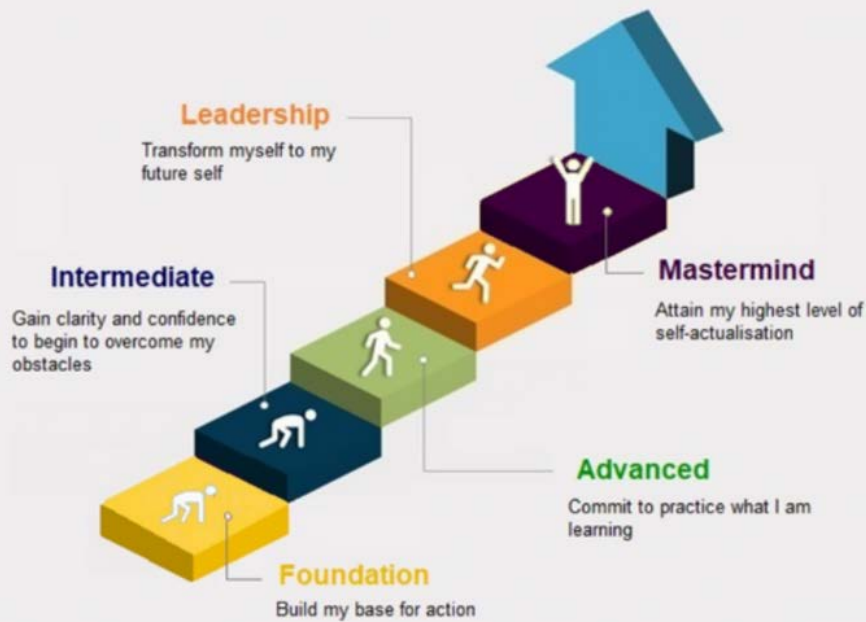 Leadership
Transform myself to my
future self
Intermediate
Gain clarity and confidence
to begin to overcome my
obstacles
Mastermind
Attain my highest level of
self-actualisation
Advanced
Commit to practice what I am
learning
Foundation
Build my base for action